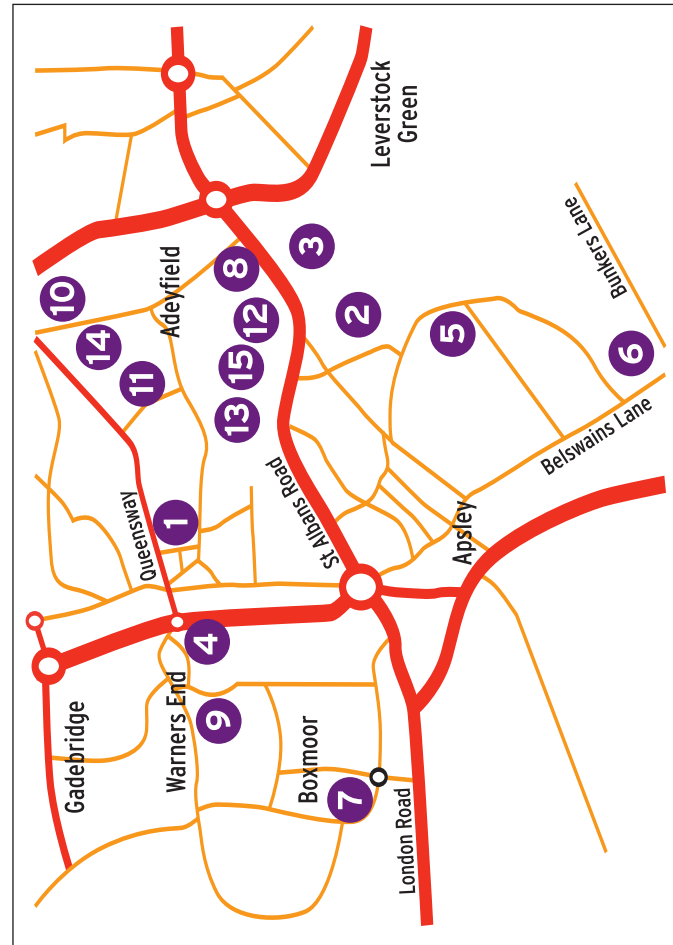 Gadebridge
Warners End
Boxmoor
London Road
Queensway
St Albans Road
Apsley
Adeyfield
Leverstock
Green
Belswains Lane
Bunkers Lane
1
2
3
4
5
6
7
8
9
10
11
12
13
14
15